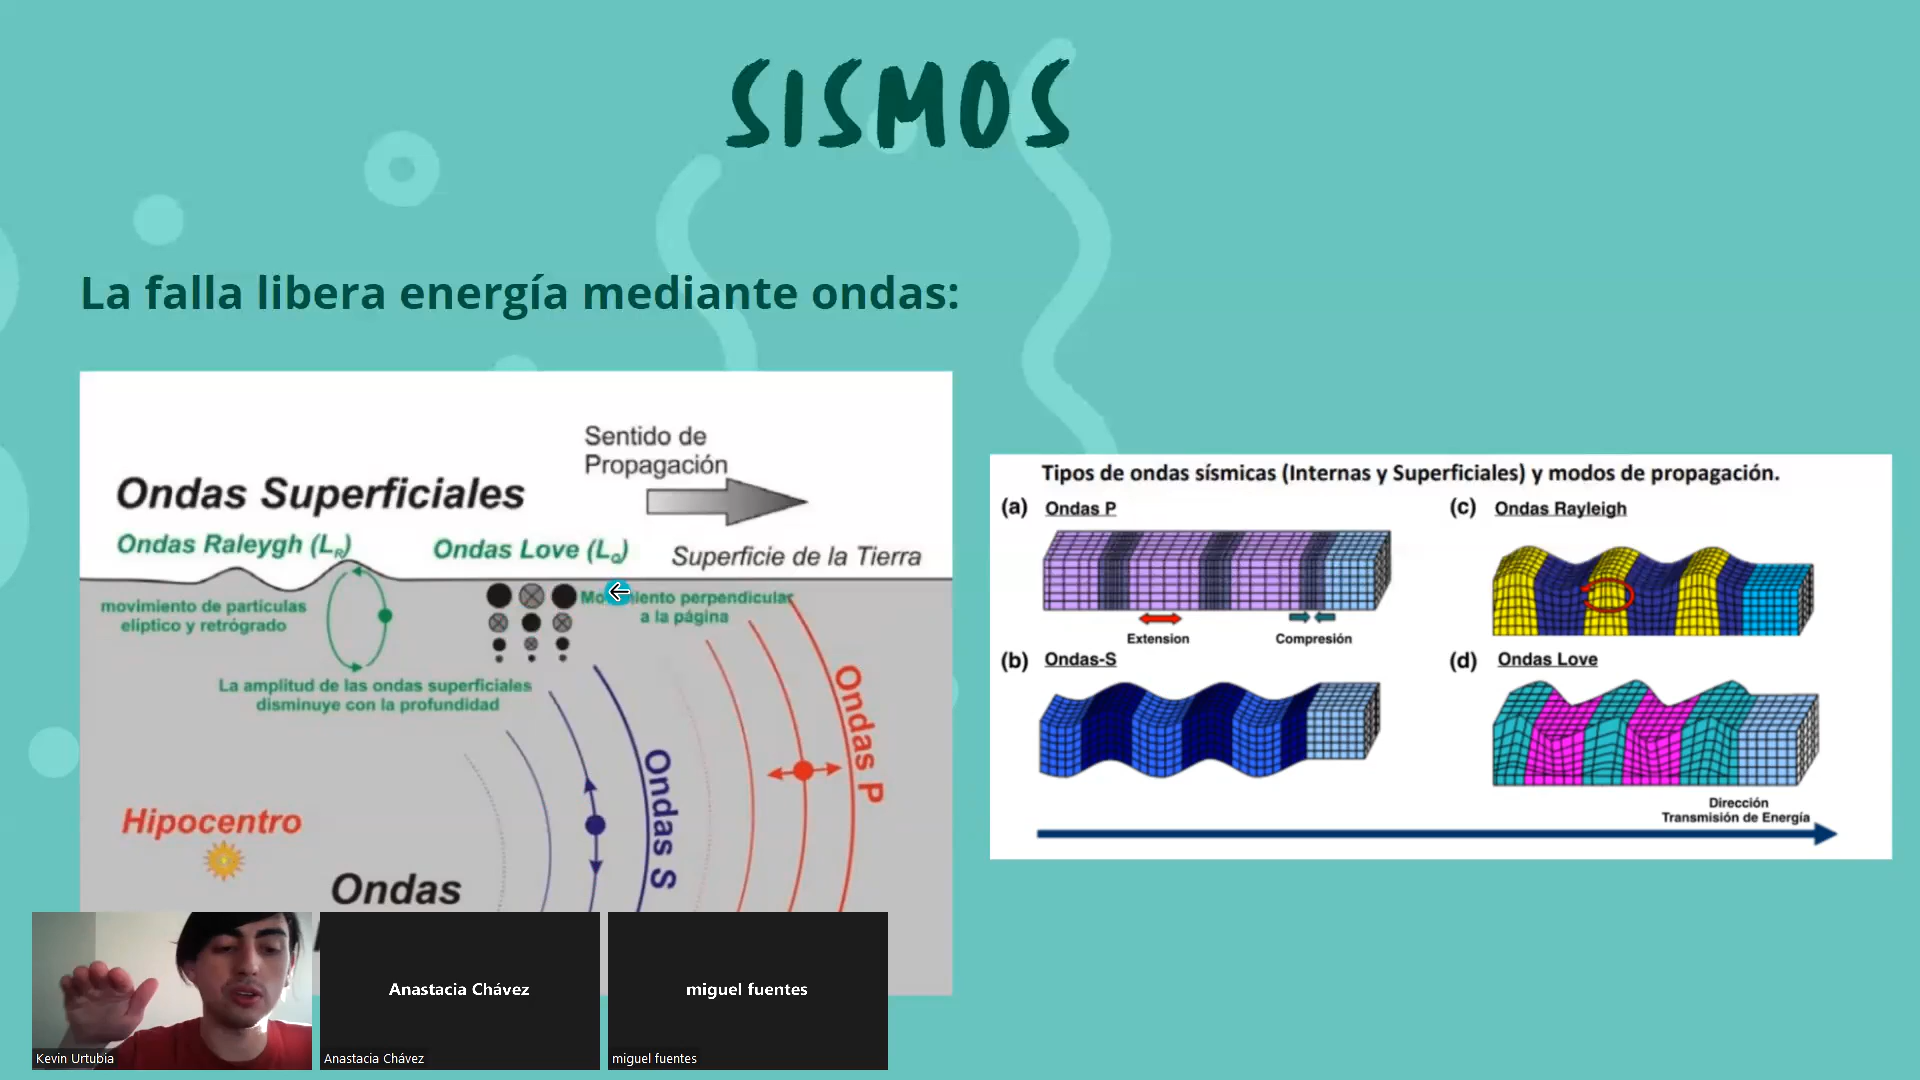 SISMOS
La falla libera energía mediante ondas:
Sentido de
Propagación
Ondas Superficiales
Ondas Raleygh (LR)
Ondas Love (LQ)
Superficie de la Tierra
movimiento de partículas
elíptico y retrógrado
perpendicular
a la página
La amplitud de las ondas superficiales
disminuye con la profundidad
Ondas P
Ondas S
Hipocentro
Ondas
Tipos de ondas sísmicas (Internas y Superficiales) y modos de propagación.
(a) Ondas P
Extension
Compresión
(b) Ondas-S
(c) Ondas Rayleigh
(d) Ondas Love
Dirección
Transmisión de Energía
Anastacia Chávez
miguel fuentes
Kevin Urtubia
Anastacia Chávez
miguel fuentes